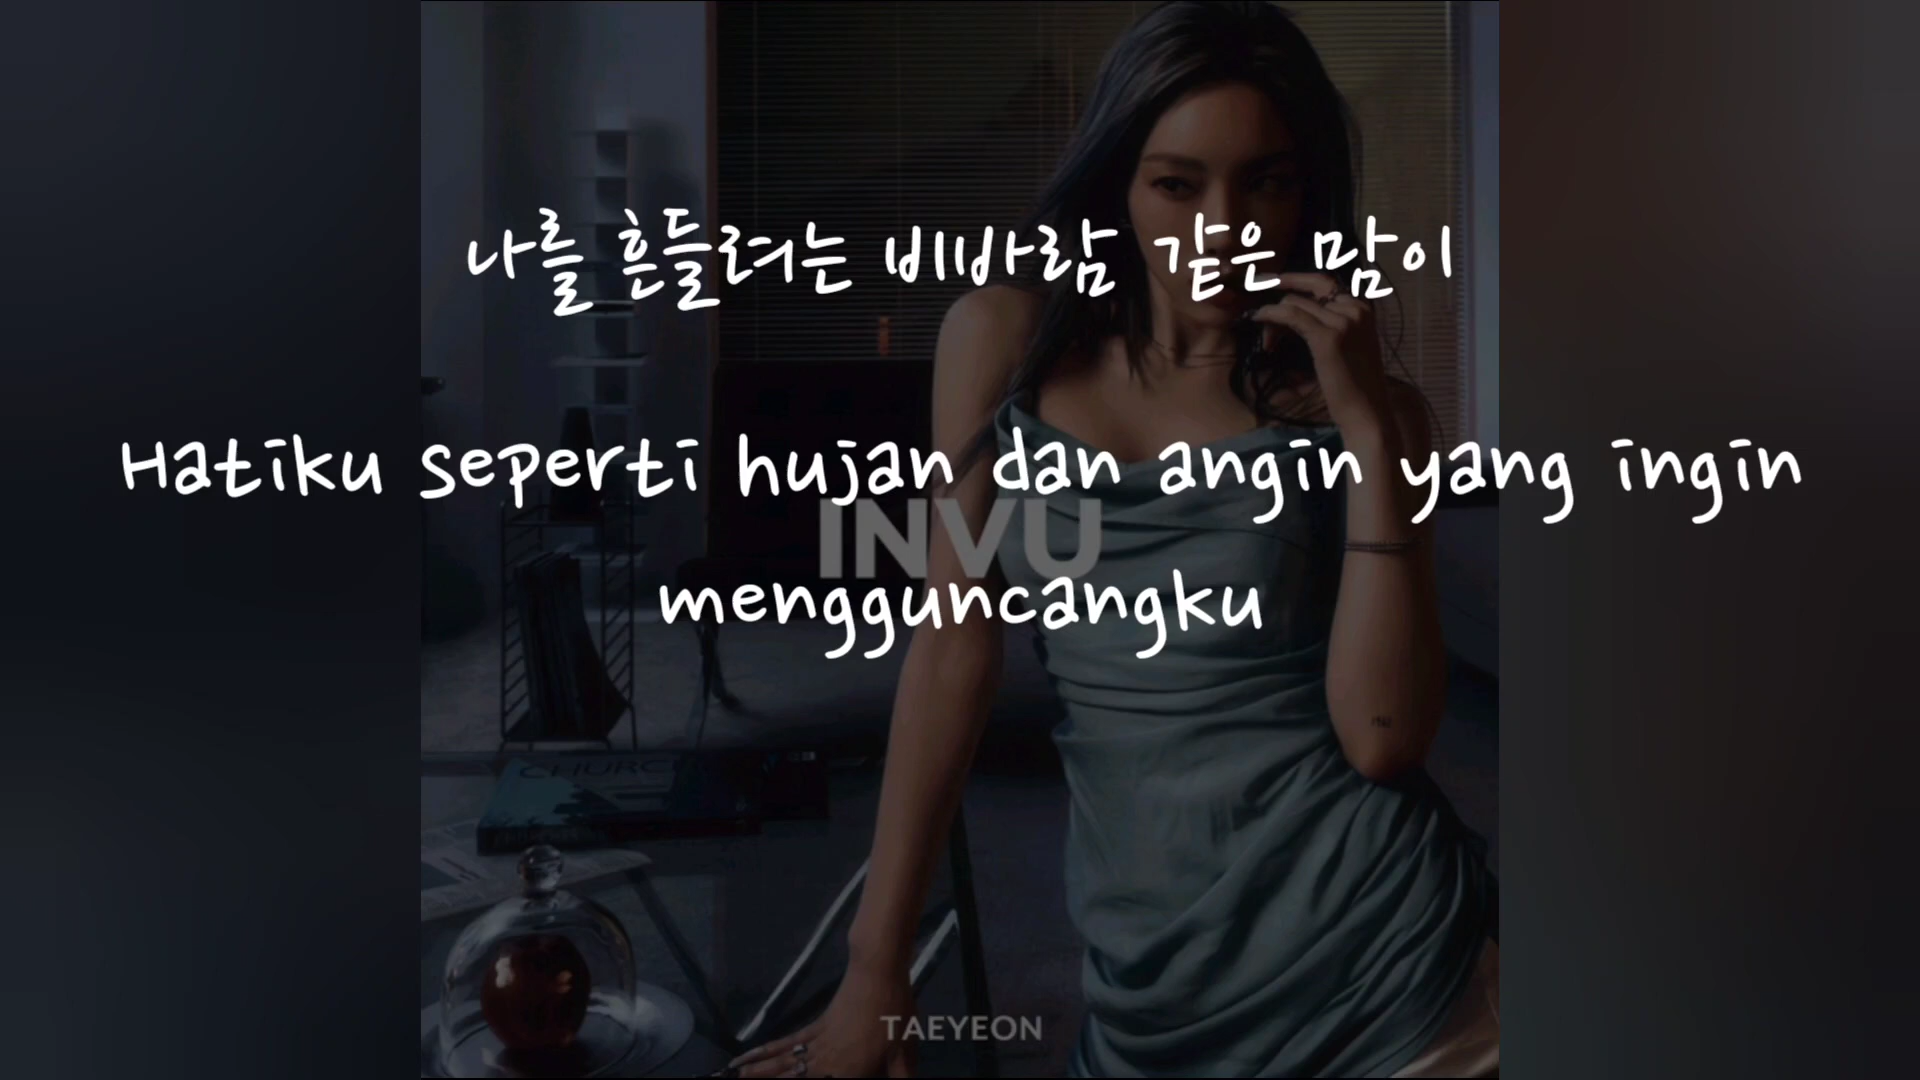 나를 흔들려는 비바람 같은 맘이
Hatiku seperti hujan dan angin yang ingin
INVU
mengguncangku
CHURCH
TAEYEON